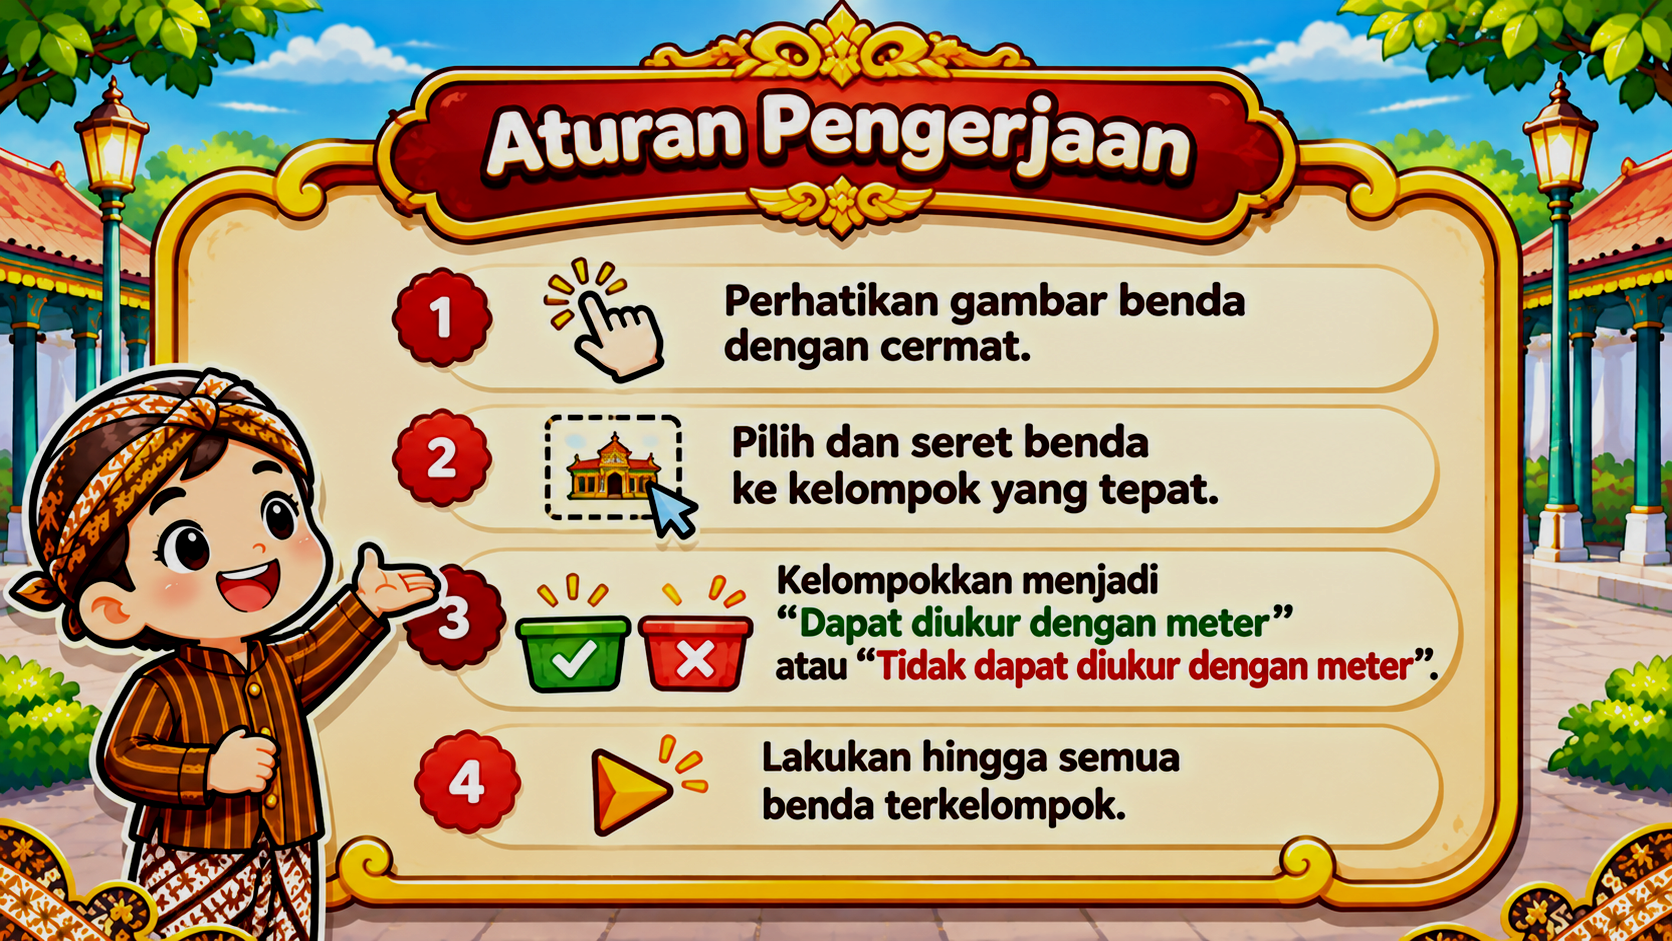 Aturan Pengerjaan
1
Perhatikan gambar benda
dengan cermat.
2
Pilih dan seret benda
ke kelompok yang tepat.
3
Kelompokkan menjadi
“Dapat diukur dengan meter”
atau “Tidak dapat diukur dengan meter”.
4
Lakukan hingga semua
benda terkelompok.